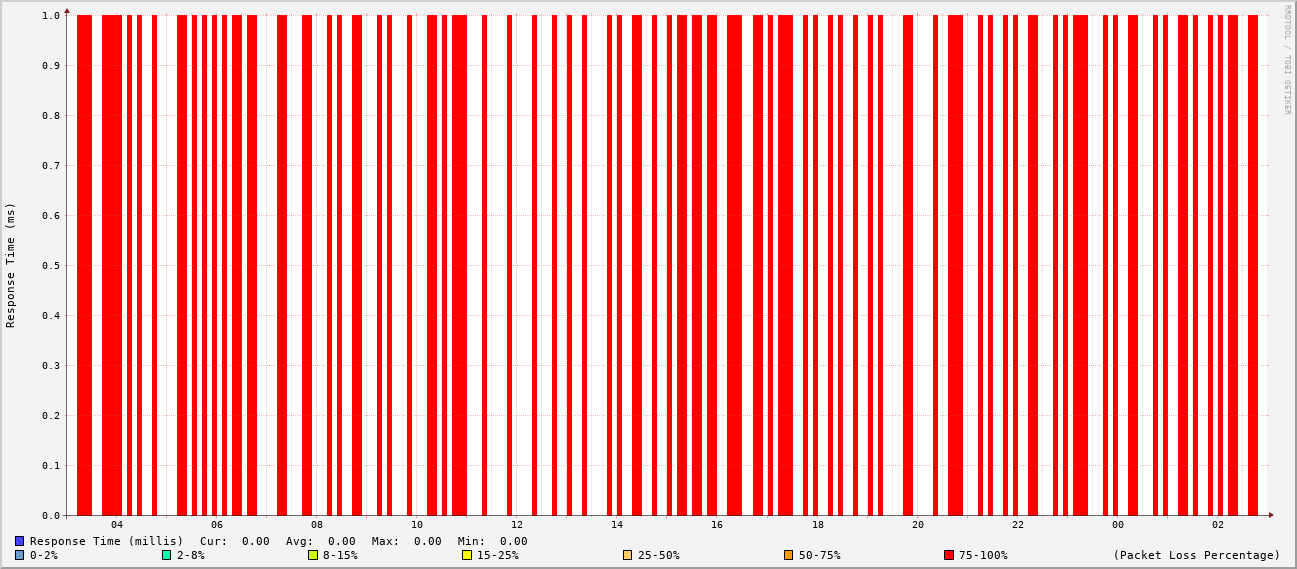 RRDTOOL / TOBI OETIKER
Response Time (ms)
1.0
0.9
0.8
0.7
0.6
0.5
0.4
0.3
0.2
0.1
0.0
04 06 08 10 12 14 16 18 20 22 00 02
Response Time (millis) Cur: 0.00 Avg: 0.00 Max: 0.00 Min: 0.00
0-2% 2-8% 8-15% 15-25% 25-50% 50-75% 75-100% (Packet Loss Percentage)